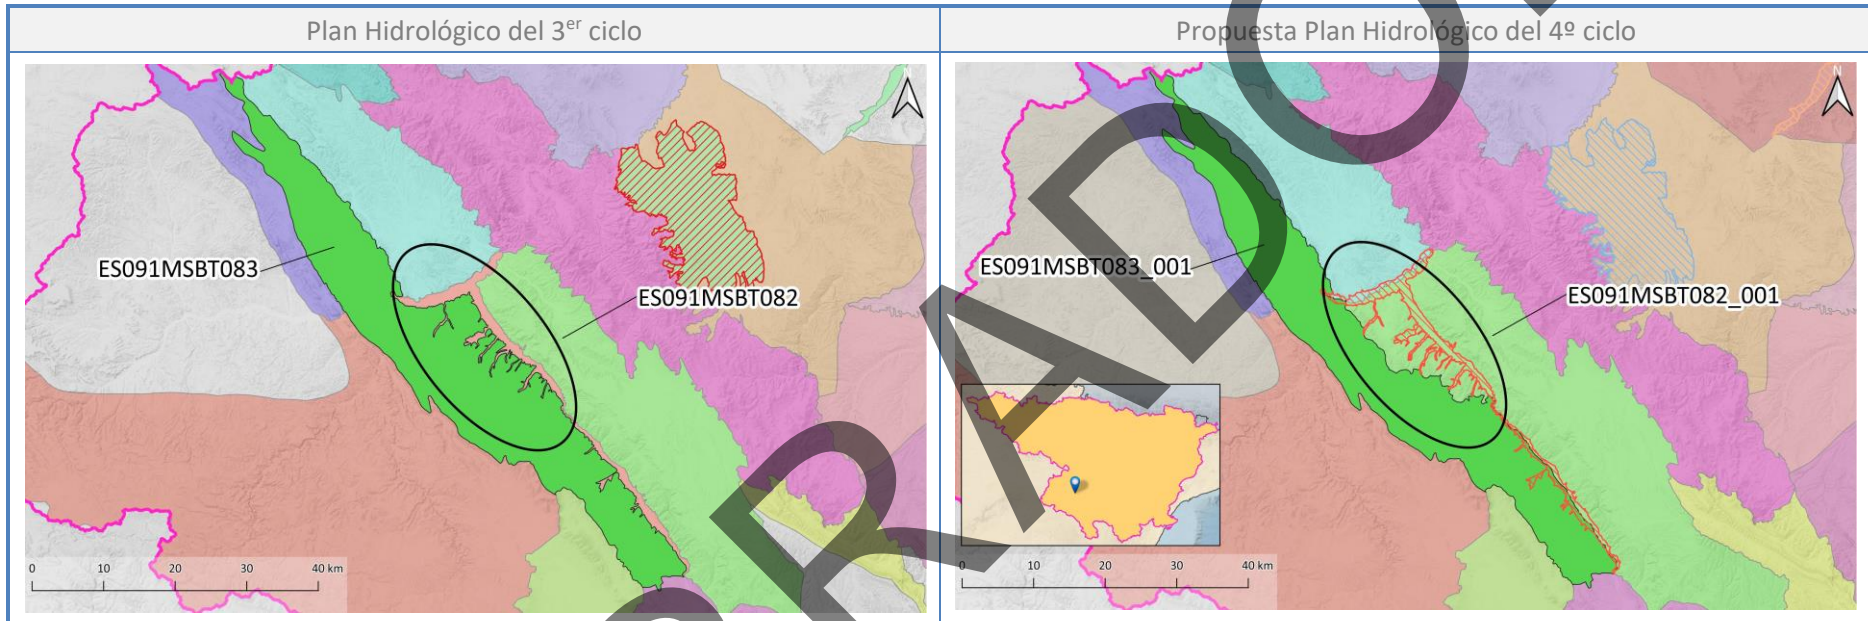 Plan Hidrológico del 3er ciclo
Propuesta Plan Hidrológico del 4º ciclo
ES091MSBT083
ES091MSBT082
0 10 20 30 40 km
N
ES091MSBT083_001
ES091MSBT082_001
0 10 20 30 40 km